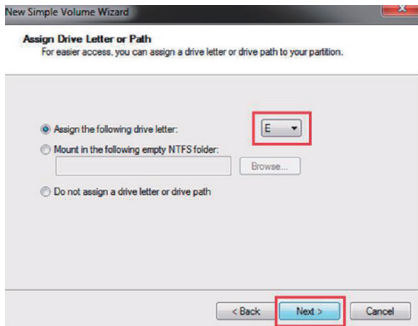 New Simple Volume Wizard
Assign Drive Letter or Path
For easier access, you can assign a drive letter or drive path to your partition.
Assign the following drive letter:
E
Mount in the following empty NTFS folder:
Browse...
Do not assign a drive letter or drive path
< Back
Next >
Cancel